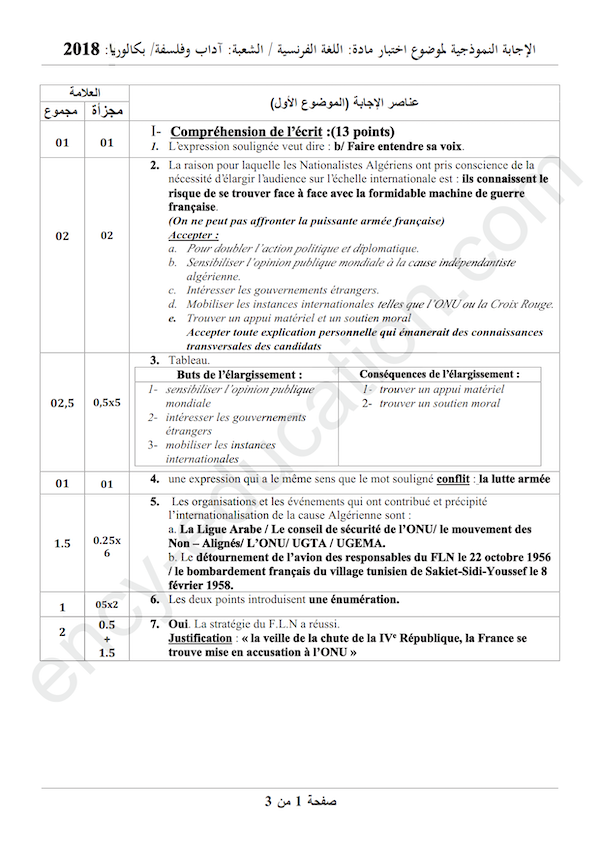 الإجابة النموذجية لموضوع اختبار مادة: اللغة الفرنسية / الشعبة: آداب وفلسفة/ بكالوريا: 2018
العلامة
عناصر الإجابة (الموضوع الأول)
مجموع مجزأة
I- Compréhension de l’écrit :(13 points)
01 01 1. L’expression soulignée veut dire : b/ Faire entendre sa voix.
2. La raison pour laquelle les Nationalistes Algériens ont pris conscience de la
nécessité d’élargir l’audience sur l’échelle internationale est : ils connaissent le
risque de se trouver face à face avec la formidable machine de guerre
française.
(On ne peut pas affronter la puissante armée française)
02 02 Accepter :
a. Pour doubler l’action politique et diplomatique.
b. Sensibiliser l’opinion publique mondiale à la cause indépendantiste
algérienne.
c. Intéresser les gouvernements étrangers.
d. Mobiliser les instances internationales telles que l’ONU ou la Croix Rouge.
e. Trouver un appui matériel et un soutien moral
Accepter toute explication personnelle qui émanerait des connaissances
transversales des candidats
3. Tableau.
Buts de l’élargissement : Conséquences de l’élargissement :
1- sensibiliser l’opinion publique 1- trouver un appui matériel
02,5 0,5x5 mondiale 2- trouver un soutien moral
2- intéresser les gouvernements
étrangers
3- mobiliser les instances
internationales
01 01 4. une expression qui a le même sens que le mot souligné conflit : la lutte armée
5. Les organisations et les événements qui ont contribué et précipité
l’internationalisation de la cause Algérienne sont :
a. La Ligue Arabe / Le conseil de sécurité de l’ONU/ le mouvement des
1.5 0.25x Non – Alignés/ L’ONU/ UGTA / UGEMA.
6 b. Le détournement de l’avion des responsables du FLN le 22 octobre 1956
/ le bombardement français du village tunisien de Sakiet-Sidi-Youssef le 8
février 1958.
1 05x2 6. Les deux points introduisent une énumération.
2 0.5 7. Oui. La stratégie du F.L.N a réussi.
+ Justification : « la veille de la chute de la IVe République, la France se
1.5 trouve mise en accusation à l’ONU »
صفحة 1 من 3
ency-education.com